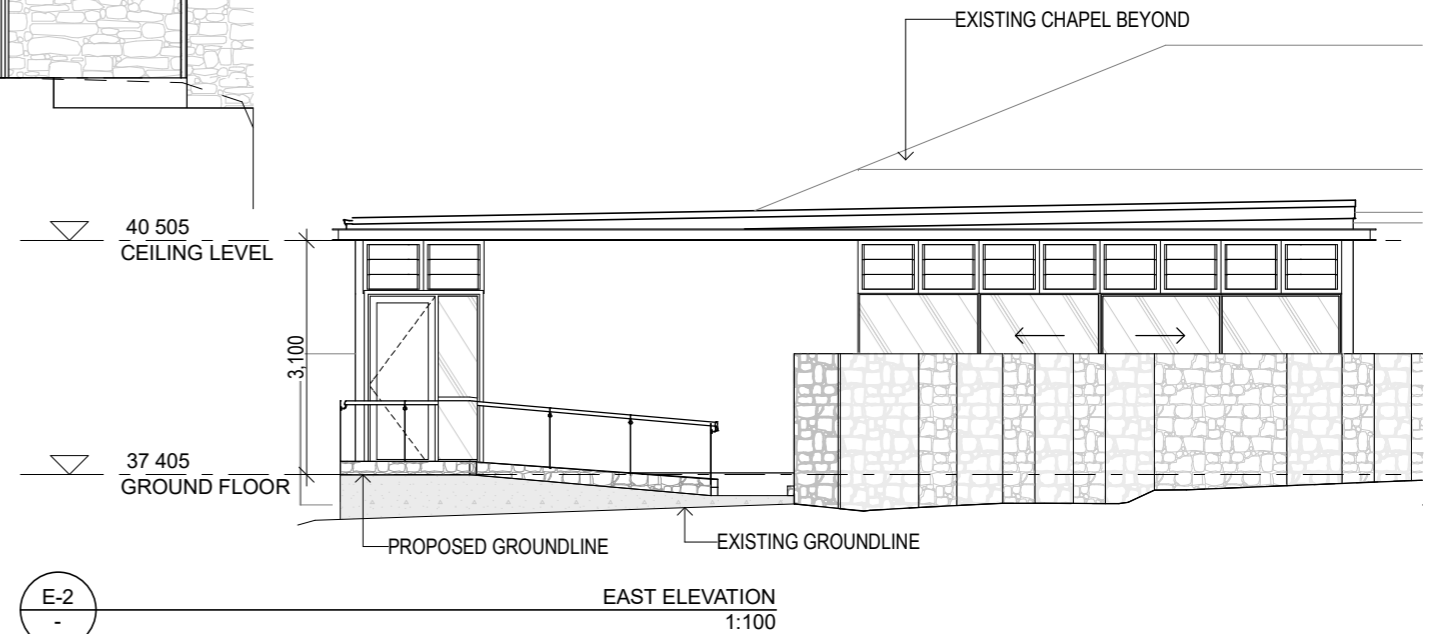 EXISTING CHAPEL BEYOND
40 505
CEILING LEVEL
3,100
37 405
GROUND FLOOR
PROPOSED GROUNDLINE
EXISTING GROUNDLINE
E-2
-
EAST ELEVATION
1:100